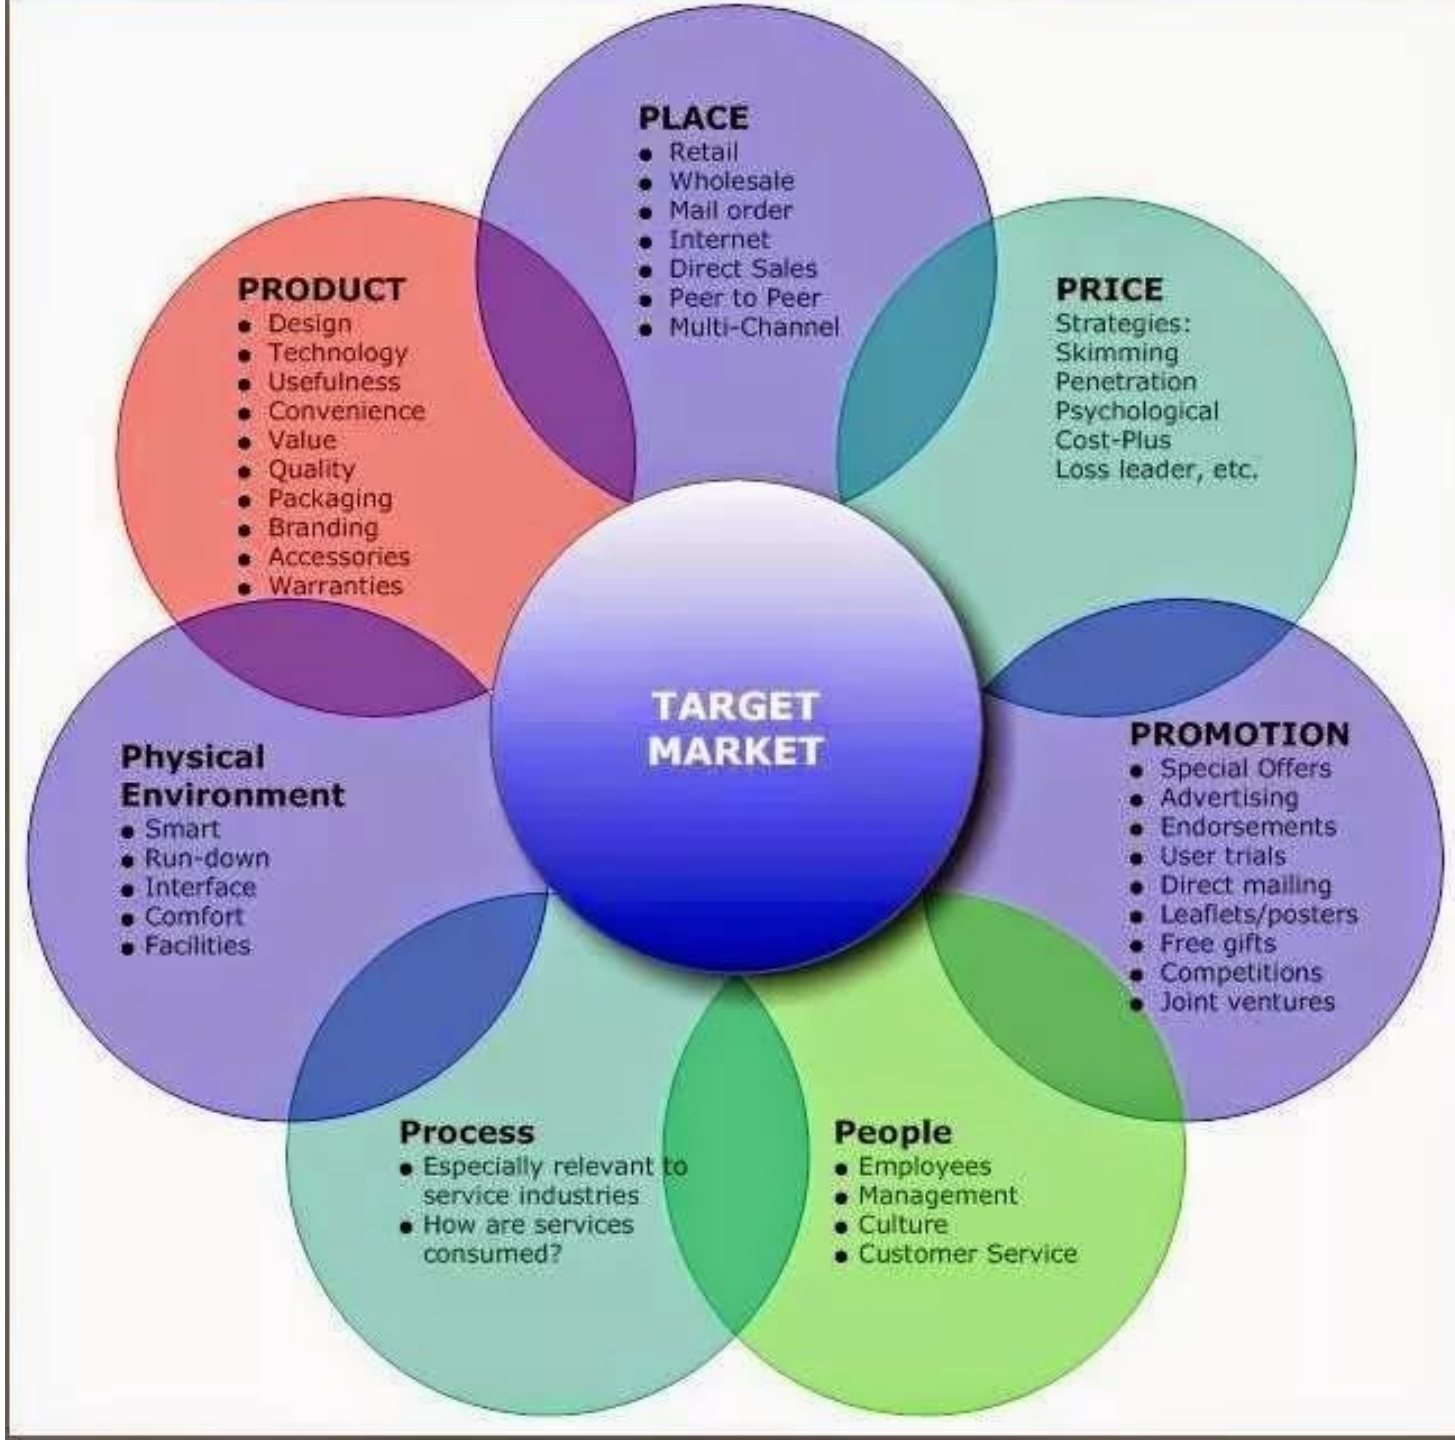 PLACE
● Retail
● Wholesale
● Mail order
● Internet
● Direct Sales
● Peer to Peer
● Multi-Channel
PRODUCT
● Design
● Technology
● Usefulness
● Convenience
● Value
● Quality
● Packaging
● Branding
● Accessories
● Warranties
PRICE
Strategies:
Skimming
Penetration
Psychological
Cost-Plus
Loss leader, etc.
TARGET
MARKET
Physical
Environment
● Smart
● Run-down
● Interface
● Comfort
● Facilities
PROMOTION
● Special Offers
● Advertising
● Endorsements
● User trials
● Direct mailing
● Leaflets/posters
● Free gifts
● Competitions
● Joint ventures
Process
● Especially relevant to
service industries
● How are services
consumed?
People
● Employees
● Management
● Culture
● Customer Service